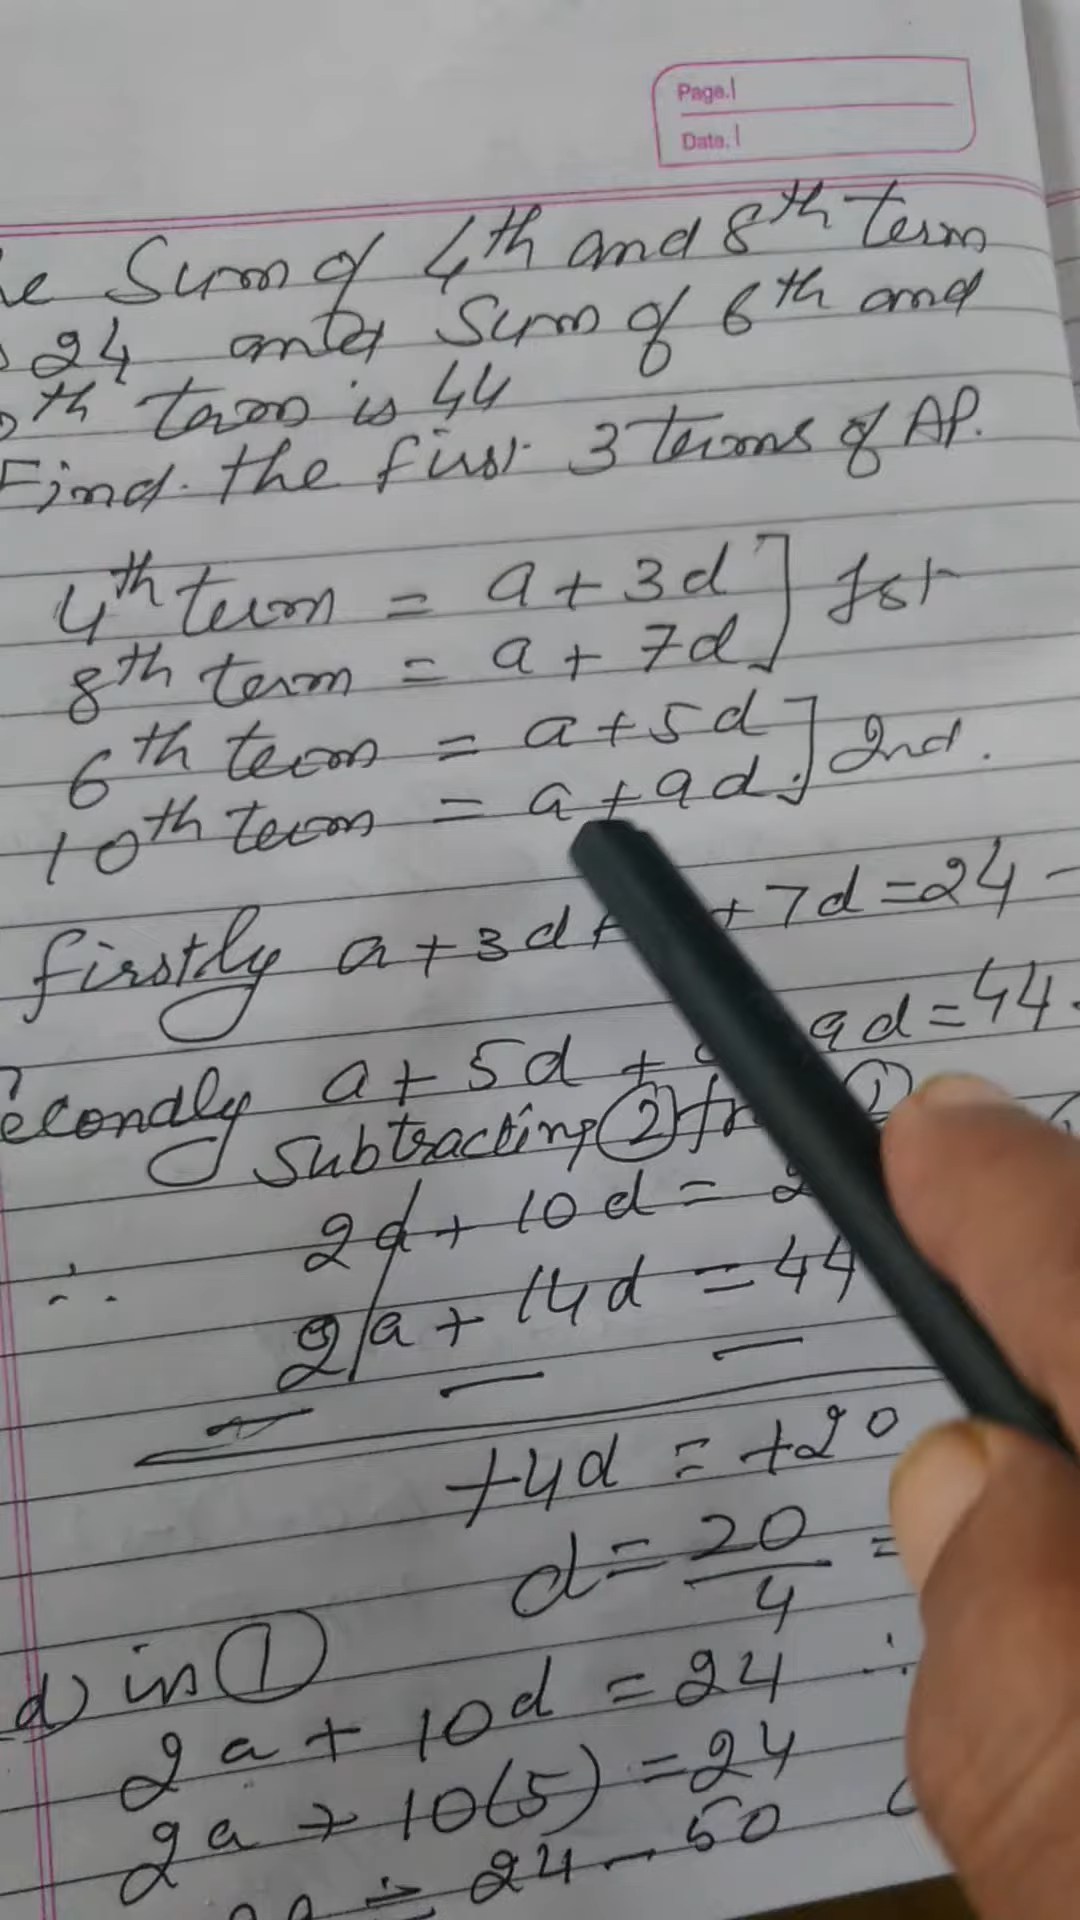 Page.
Date.
Sum of 4th and 8th term
24 and Sum of 6th and
th term is 44
Find the first 3 terms of AP.
4th term = a + 3d ] 1st
8th term = a + 7d ]
6th term = a + 5d ] 2nd.
10th term = a + 9d. ]
firstly a + 3d + + 7d = 24 -
econdly a + 5d + 9d = 44 -
Subtracting ② ①
∴ 2a + 10d = 2
2a + 14d = 44
- - -
+4d = +20
d = 20/4 =
d) in ①
2a + 10d = 24 ∴
2a + 10(5) = 24
2a = 24 - 50